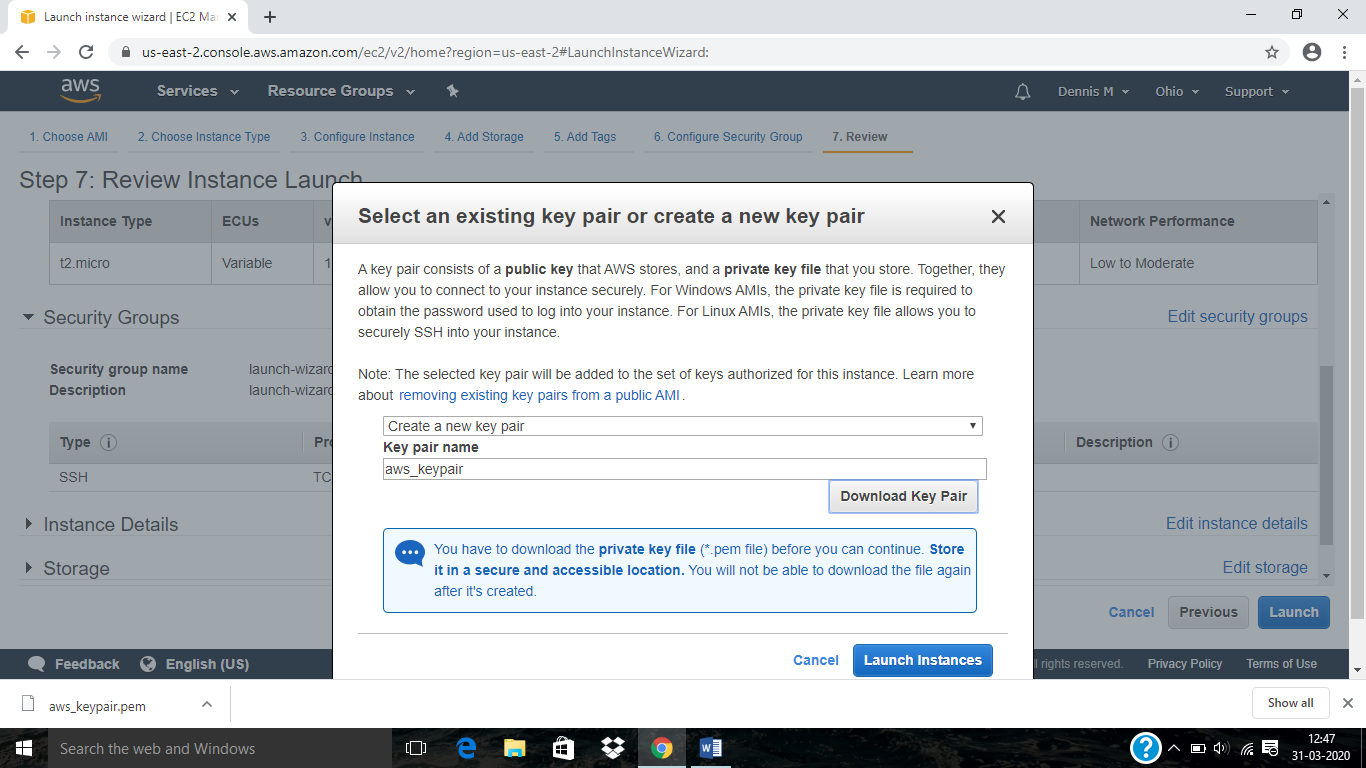 Launch instance wizard | EC2 Ma
us-east-2.console.aws.amazon.com/ec2/v2/home?region=us-east-2#LaunchInstanceWizard:
aws
Services
Resource Groups
Dennis M
Ohio
Support
1. Choose AMI
2. Choose Instance Type
3. Configure Instance
4. Add Storage
5. Add Tags
6. Configure Security Group
7. Review
Step 7: Review Instance Launch
Instance Type
ECUs
v
Network Performance
t2.micro
Variable
1
Low to Moderate
Security Groups
Edit security groups
Security group name
launch-wizard
Description
launch-wizard
Type
Pro
Description
SSH
TC
Instance Details
Edit instance details
Storage
Edit storage
Cancel
Previous
Launch
Select an existing key pair or create a new key pair
A key pair consists of a public key that AWS stores, and a private key file that you store. Together, they
allow you to connect to your instance securely. For Windows AMIs, the private key file is required to
obtain the password used to log into your instance. For Linux AMIs, the private key file allows you to
securely SSH into your instance.
Note: The selected key pair will be added to the set of keys authorized for this instance. Learn more
about removing existing key pairs from a public AMI .
Create a new key pair
Key pair name
aws_keypair
Download Key Pair
You have to download the private key file (*.pem file) before you can continue. Store
it in a secure and accessible location. You will not be able to download the file again
after it's created.
Cancel
Launch Instances
Feedback
English (US)
l rights reserved.
Privacy Policy
Terms of Use
aws_keypair.pem
Show all
Search the web and Windows
12:47
31-03-2020